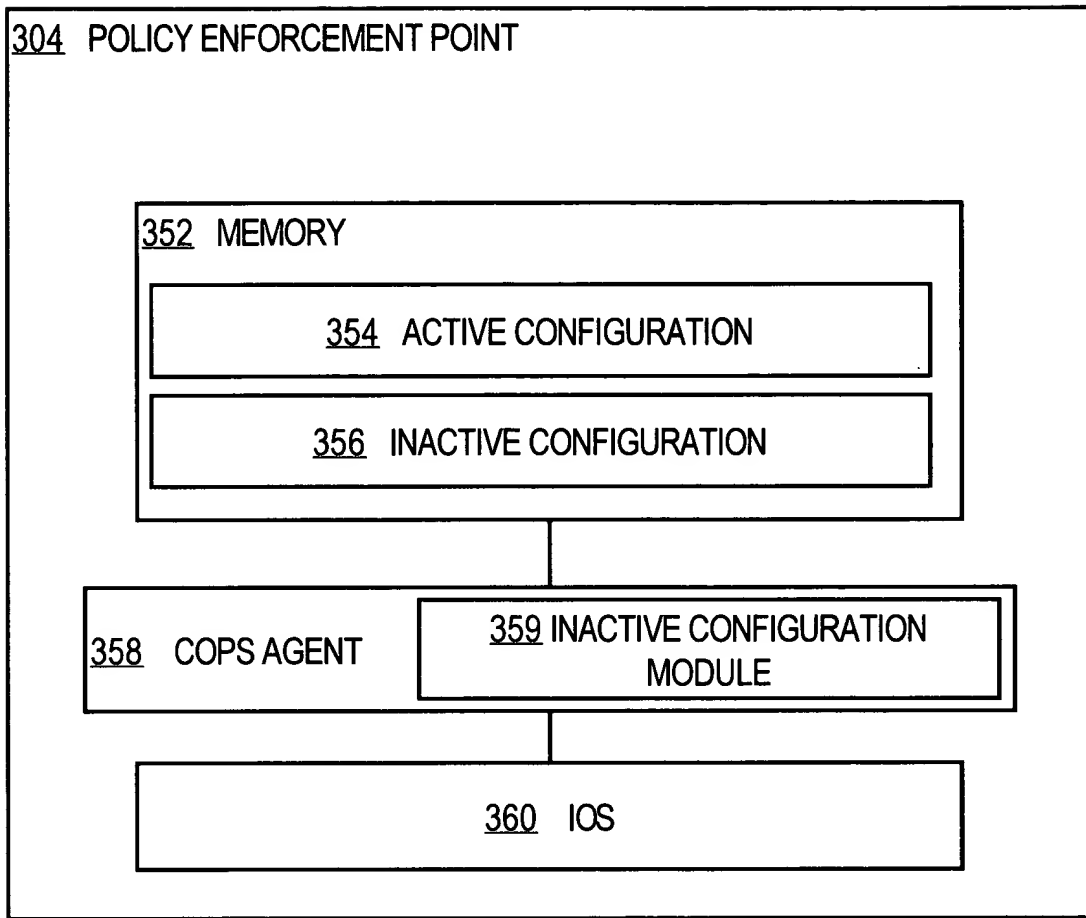 304 POLICY ENFORCEMENT POINT
352 MEMORY
354 ACTIVE CONFIGURATION
356 INACTIVE CONFIGURATION
358 COPS AGENT
359 INACTIVE CONFIGURATION
MODULE
360 IOS